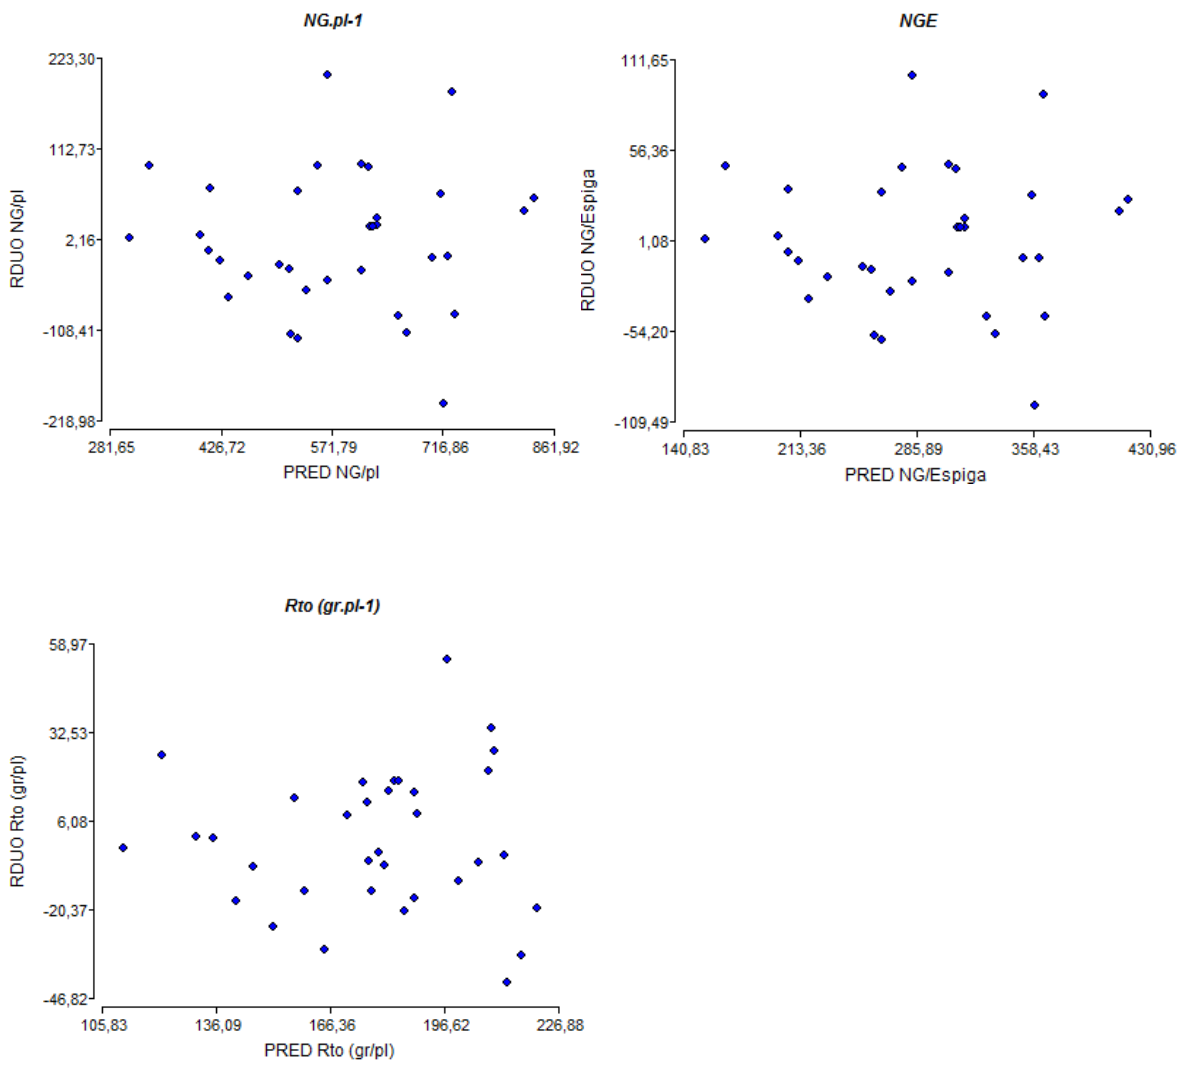 NG.pl-1
223,30
112,73
2,16
-108,41
-218,98
RDUO NG/pl
281,65 426,72 571,79 716,86 861,92
PRED NG/pl
NGE
111,65
56,36
1,08
-54,20
-109,49
RDUO NG/Espiga
140,83 213,36 285,89 358,43 430,96
PRED NG/Espiga
Rto (gr.pl-1)
58,97
32,53
6,08
-20,37
-46,82
RDUO Rto (gr/pl)
105,83 136,09 166,36 196,62 226,88
PRED Rto (gr/pl)